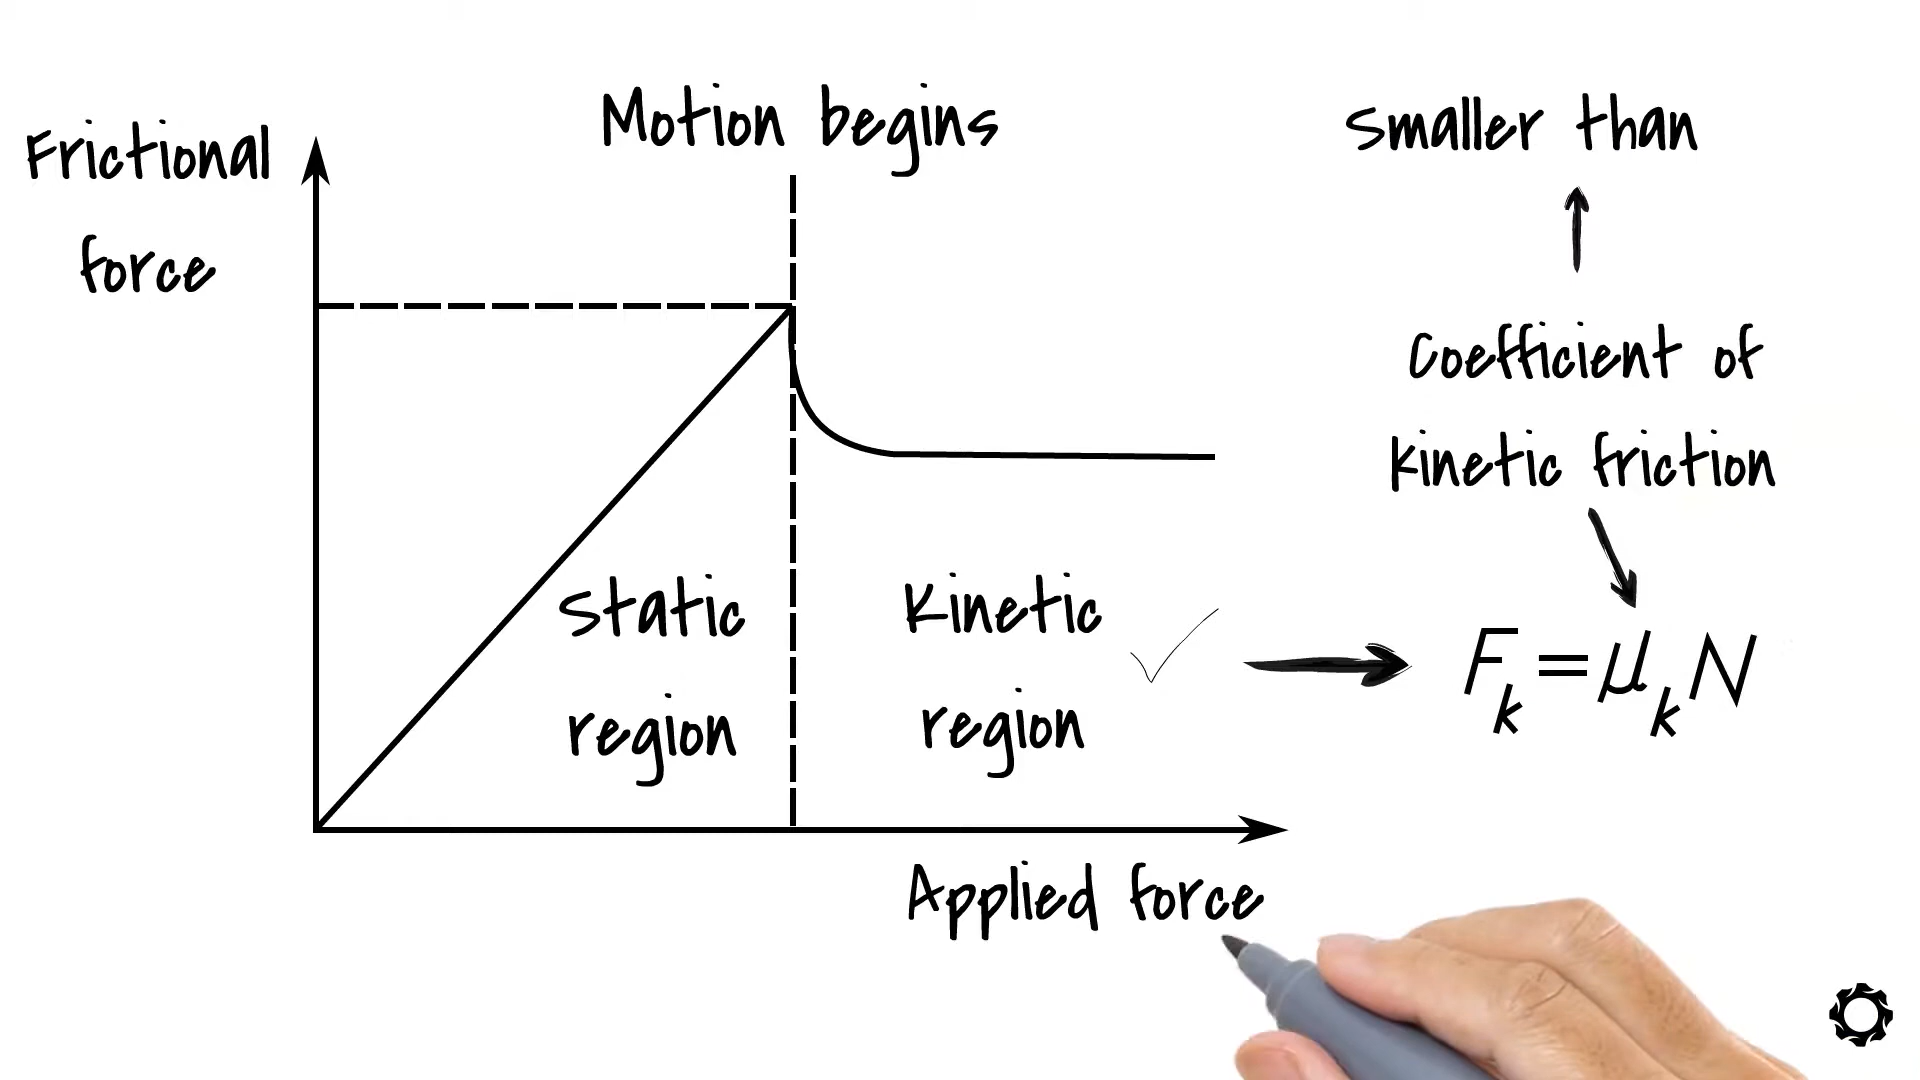 Frictional
force
Motion begins
Static
region
Kinetic
region
Applied force
Smaller than
Coefficient of
kinetic friction
F_k=μ_k N